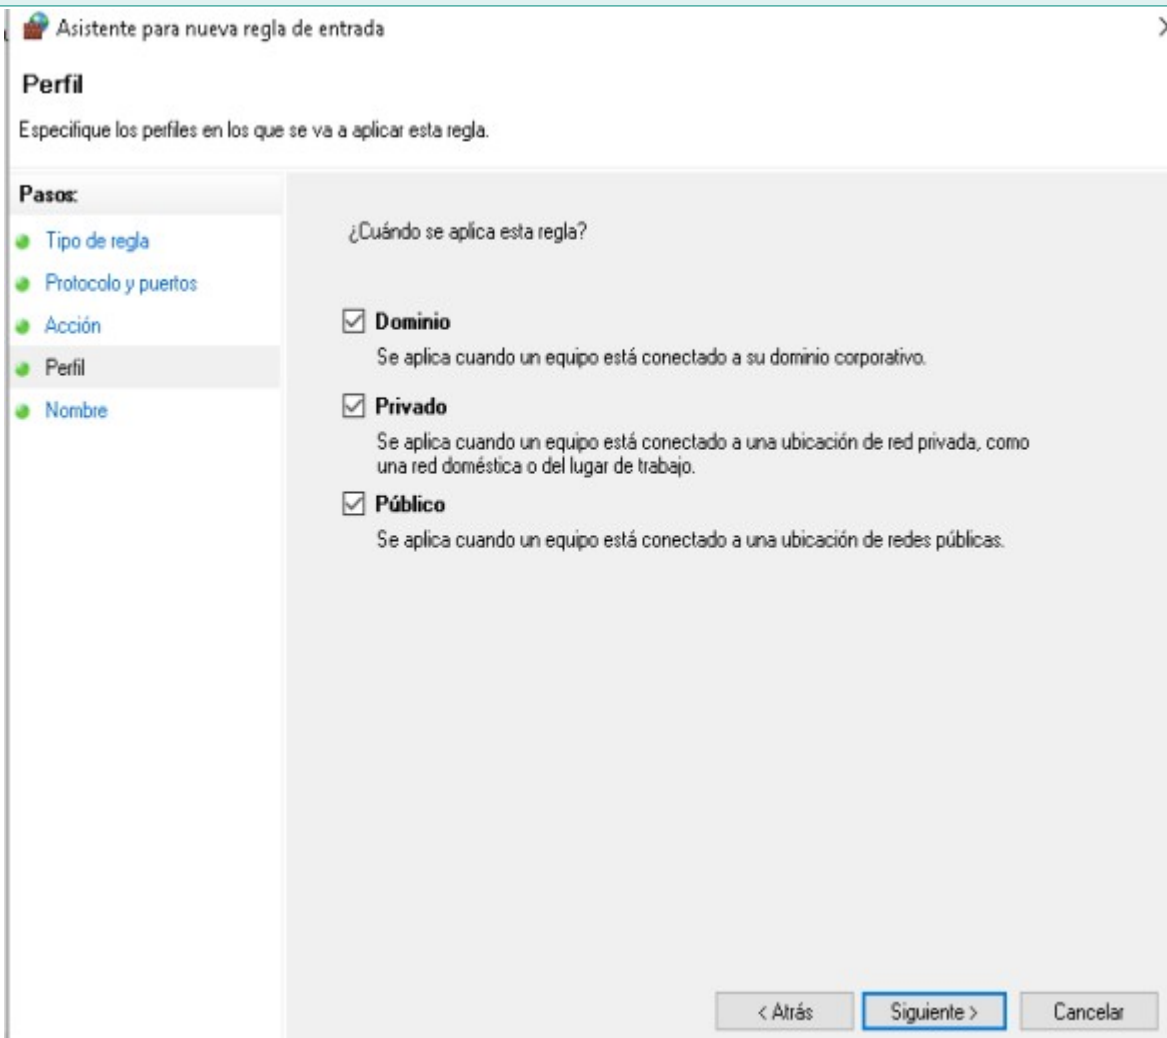 Asistente para nueva regla de entrada
Perfil
Especifique los perfiles en los que se va a aplicar esta regla.
Pasos:
Tipo de regla
Protocolo y puertos
Acción
Perfil
Nombre
¿Cuándo se aplica esta regla?
Dominio
Se aplica cuando un equipo está conectado a su dominio corporativo.
Privado
Se aplica cuando un equipo está conectado a una ubicación de red privada, como
una red doméstica o del lugar de trabajo.
Público
Se aplica cuando un equipo está conectado a una ubicación de redes públicas.
< Atrás
Siguiente >
Cancelar